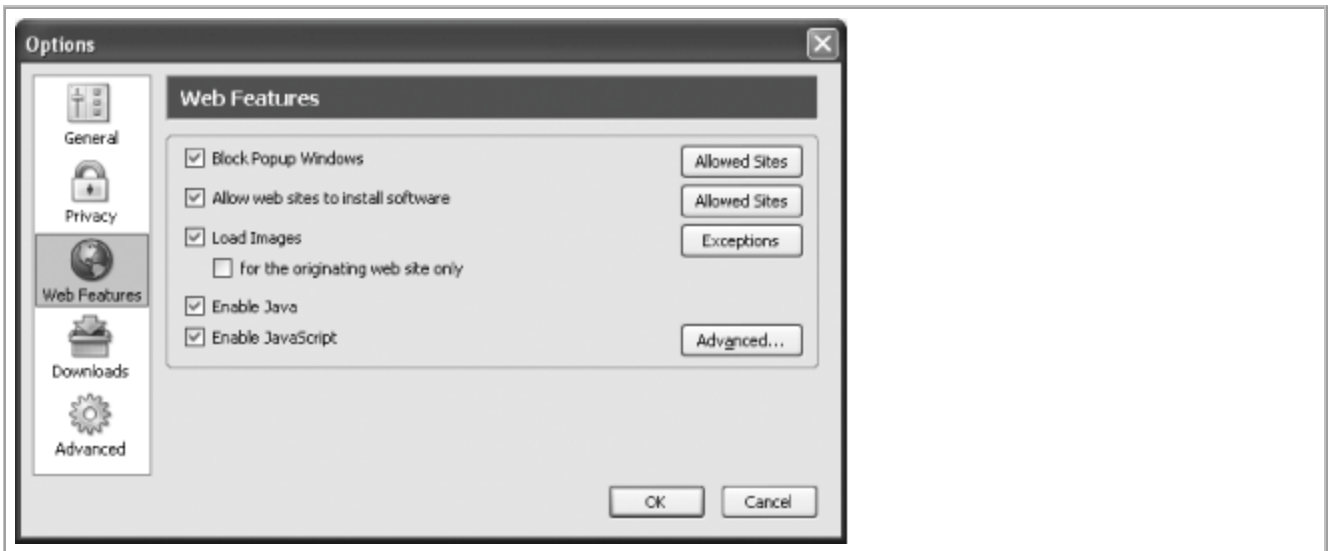 Options
General
Privacy
Web Features
Downloads
Advanced
Web Features
Block Popup Windows
Allowed Sites
Allow web sites to install software
Allowed Sites
Load Images
Exceptions
for the originating web site only
Enable Java
Enable JavaScript
Advanced...
OK
Cancel